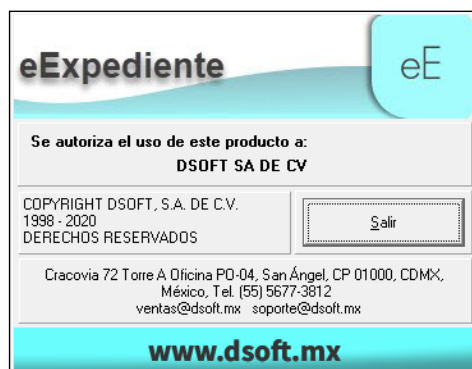 eExpediente
eE
Se autoriza el uso de este producto a:
DSOFT SA DE CV
COPYRIGHT DSOFT, S.A. DE C.V.
1998 - 2020
DERECHOS RESERVADOS
Salir
Cracovia 72 Torre A Oficina PO-04, San Ángel, CP 01000, CDMX,
México, Tel. (55) 5677-3812
ventas@dsoft.mx soporte@dsoft.mx
www.dsoft.mx